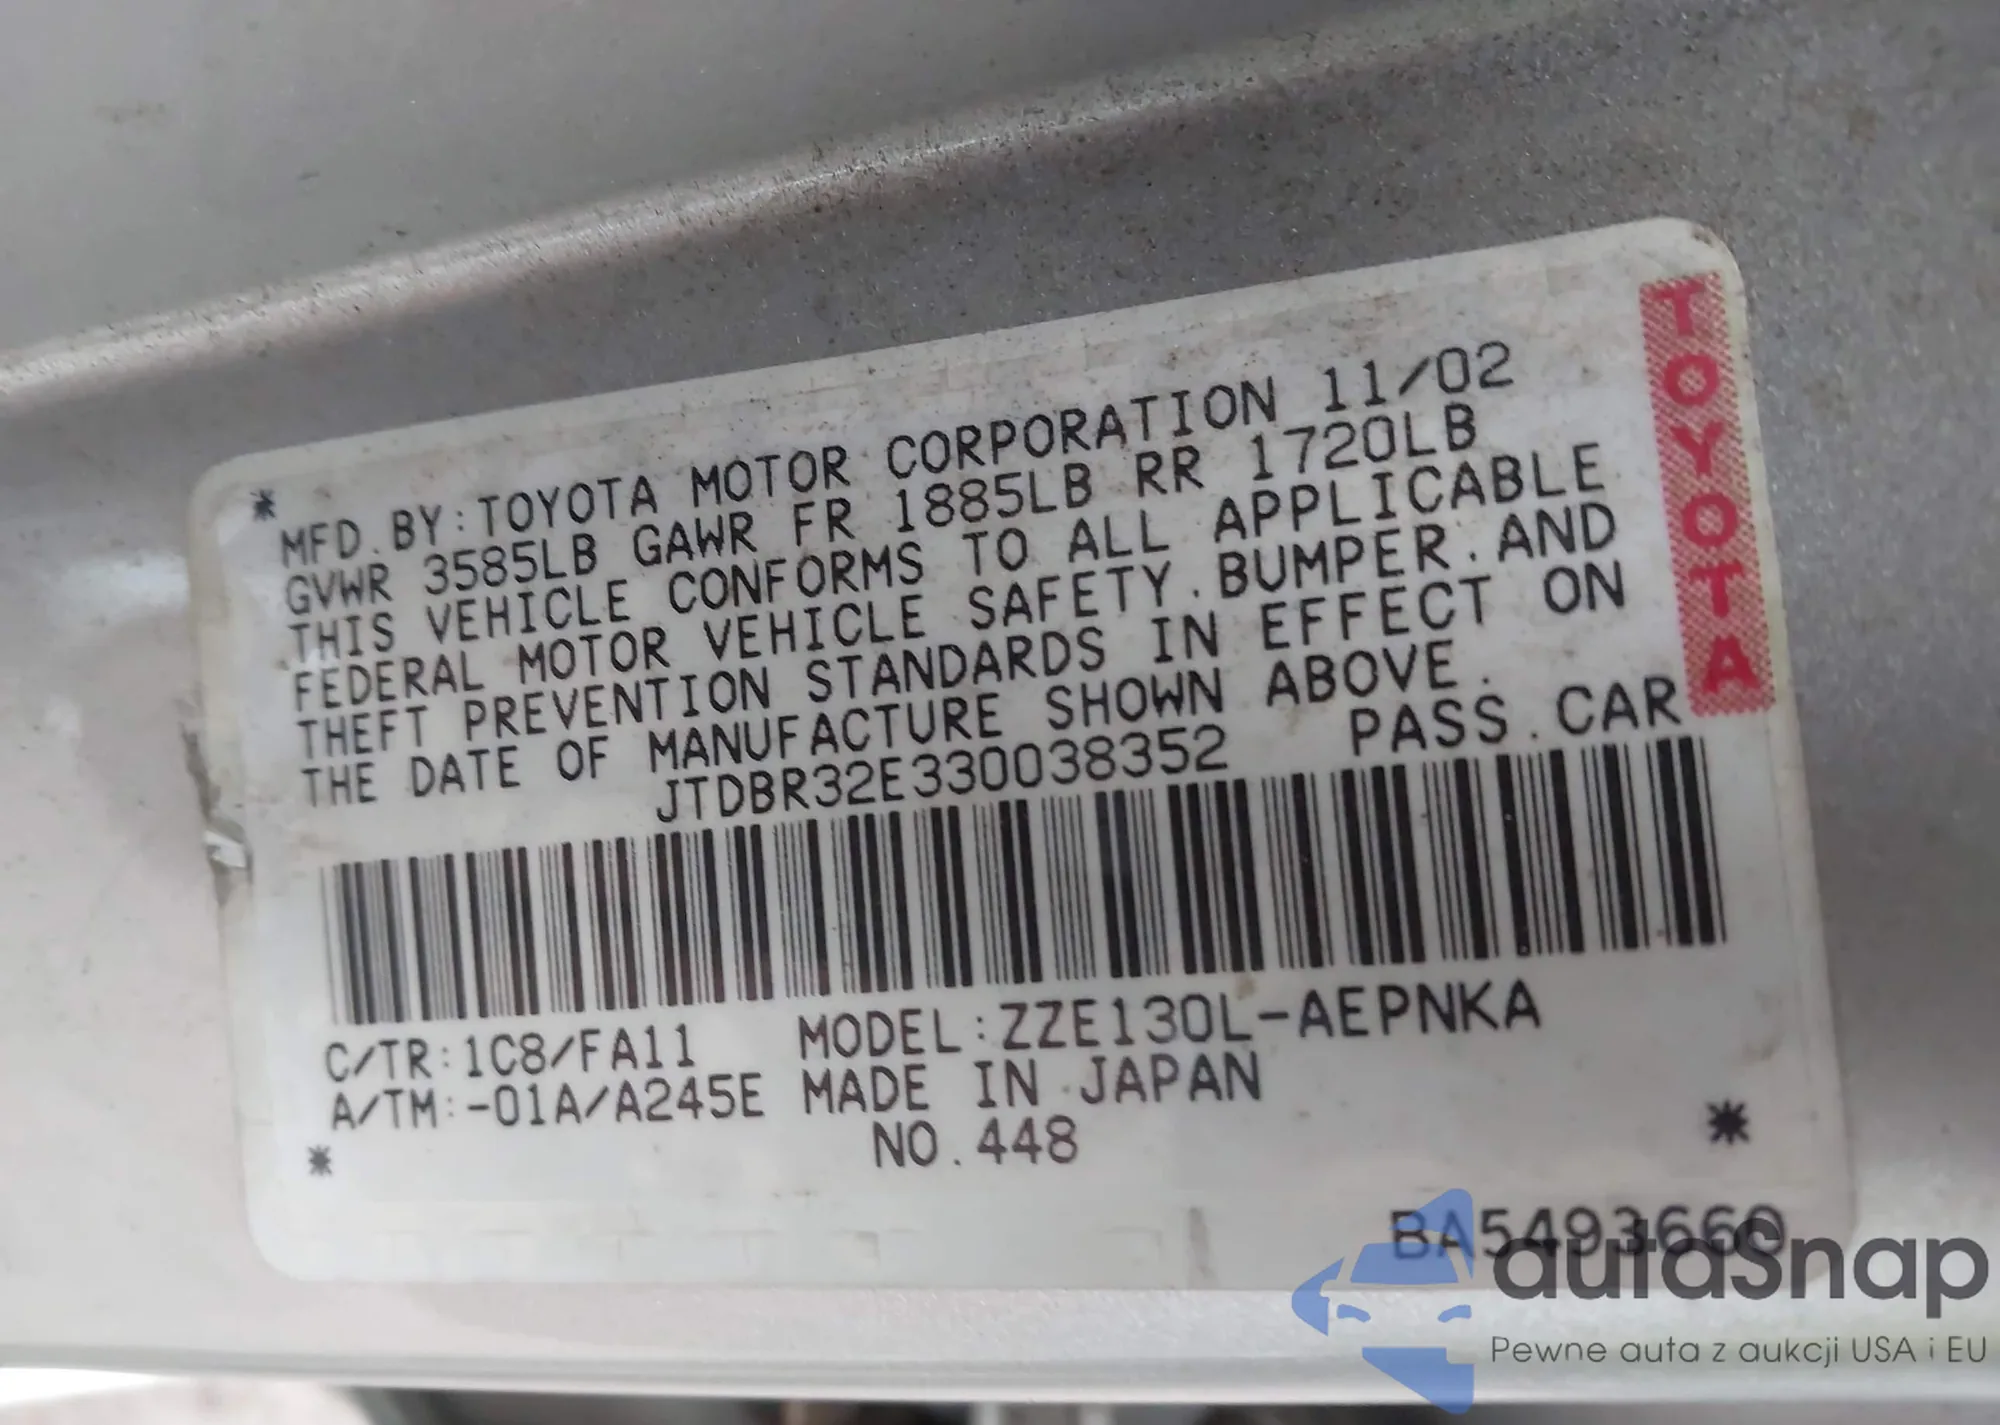 MFD. BY:TOYOTA MOTOR CORPORATION 11/02
GVWR 3585LB GAWR FR 1885LB RR 1720LB
THIS VEHICLE CONFORMS TO ALL APPLICABLE
FEDERAL MOTOR VEHICLE SAFETY.BUMPER.AND
THEFT PREVENTION STANDARDS IN EFFECT ON
THE DATE OF MANUFACTURE SHOWN ABOVE.
JTDBR32E330038352 PASS.CAR
TOYOTA
C/TR:1C8/FA11 MODEL:ZZE130L-AEPNKA
A/TM:-01A/A245E MADE IN JAPAN
NO.448
BA5493660
autaSnap
Pewne auta z aukcji USA i EU